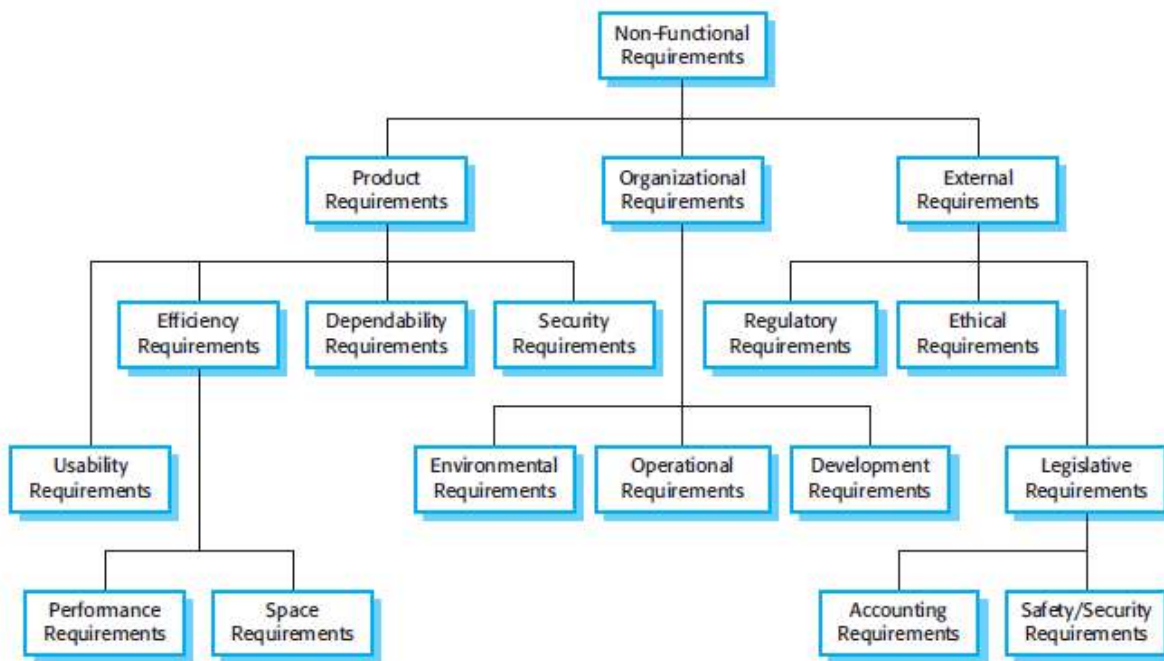 Non-Functional
Requirements
Product
Requirements
Organizational
Requirements
External
Requirements
Efficiency
Requirements
Dependability
Requirements
Security
Requirements
Regulatory
Requirements
Ethical
Requirements
Usability
Requirements
Environmental
Requirements
Operational
Requirements
Development
Requirements
Legislative
Requirements
Performance
Requirements
Space
Requirements
Accounting
Requirements
Safety/Security
Requirements